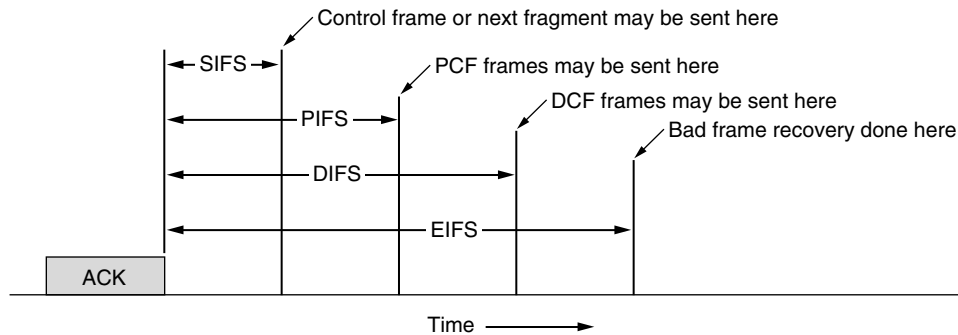 Control frame or next fragment may be sent here
SIFS
PCF frames may be sent here
PIFS
DCF frames may be sent here
Bad frame recovery done here
DIFS
EIFS
ACK
Time